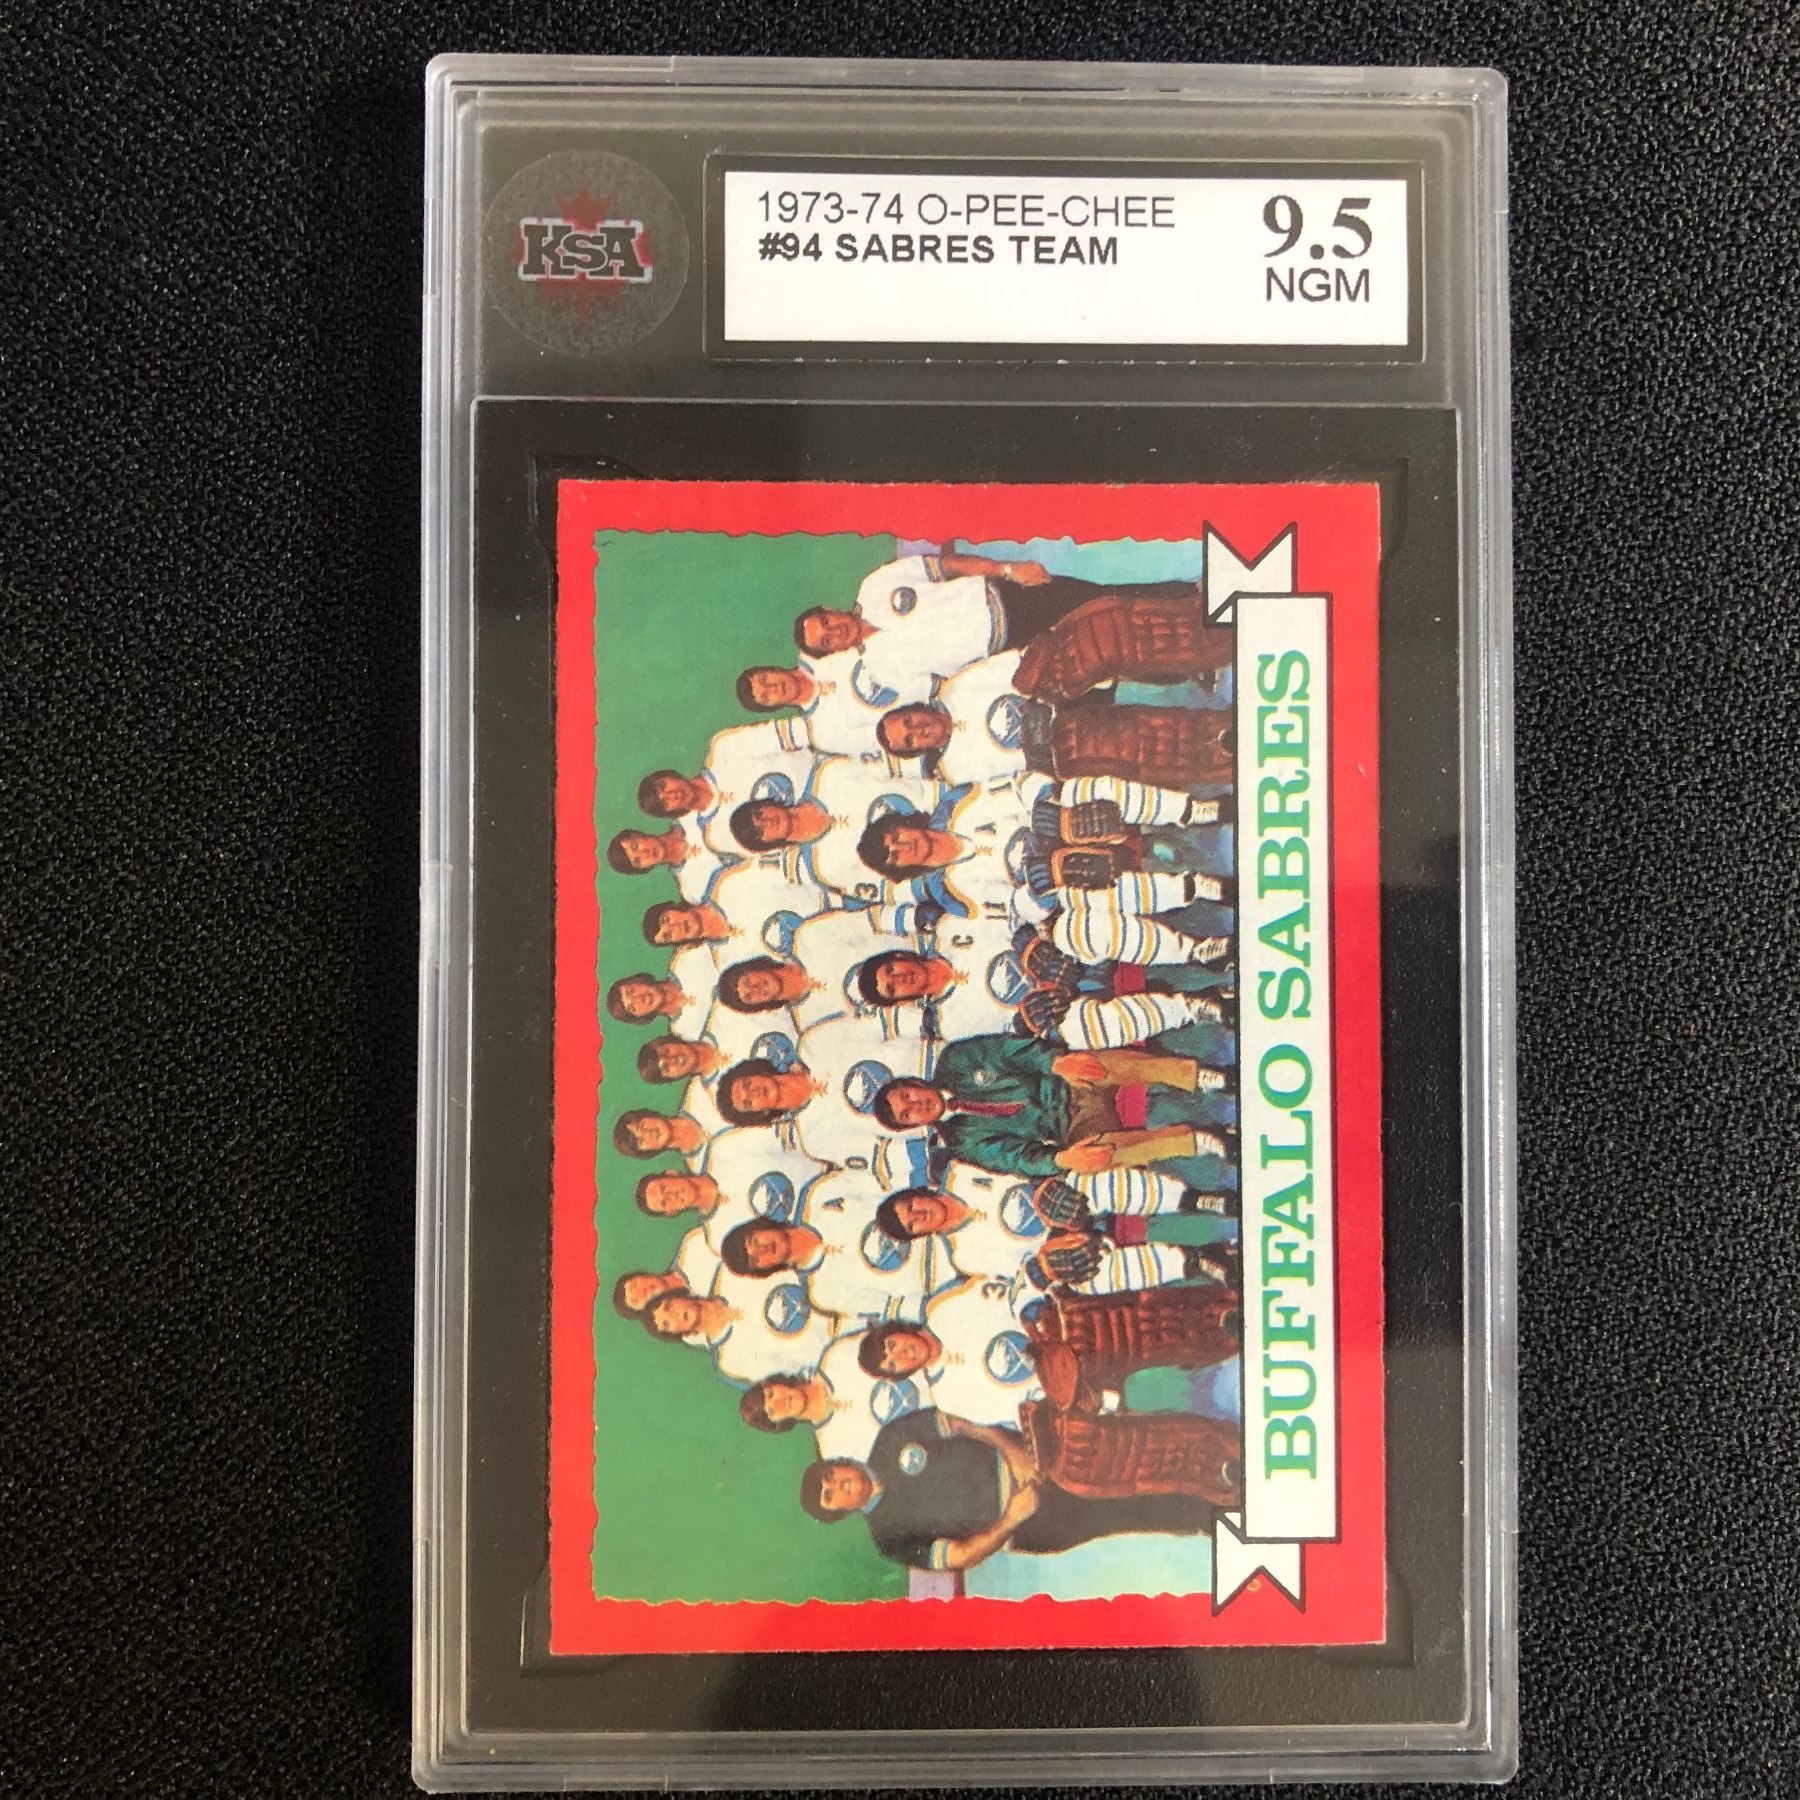 KSA
1973-74 O-PEE-CHEE
#94 SABRES TEAM
9.5
NGM
BUFFALO SABRES